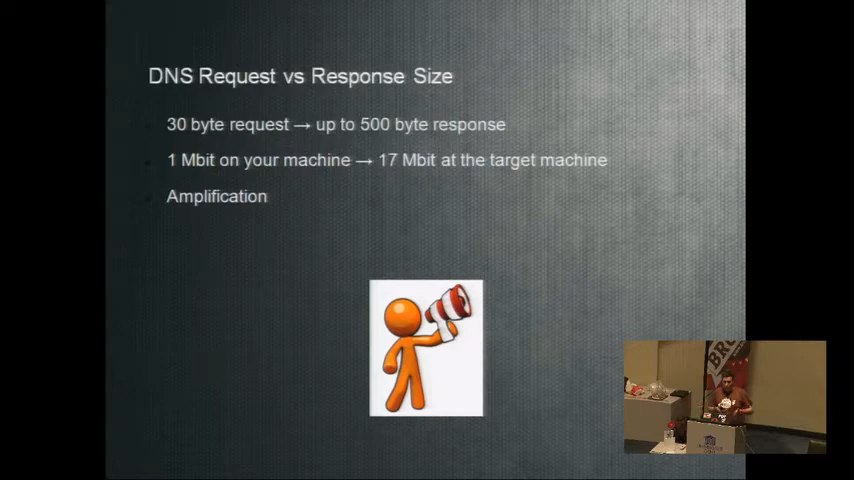 DNS Request vs Response Size
30 byte request → up to 500 byte response
1 Mbit on your machine → 17 Mbit at the target machine
Amplification